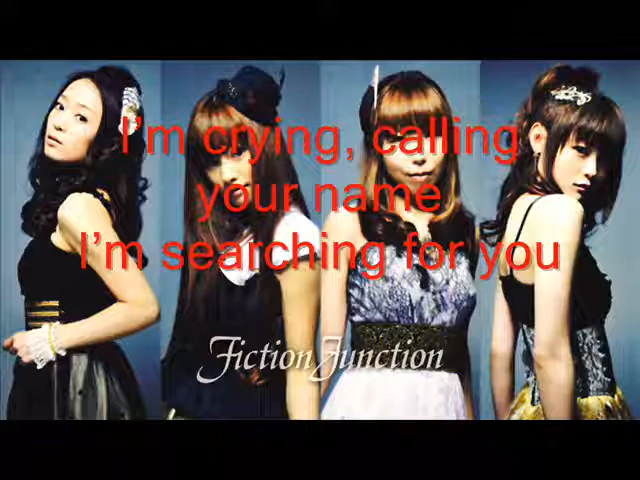 I'm crying, calling
your name
I'm searching for you
FictionJunction